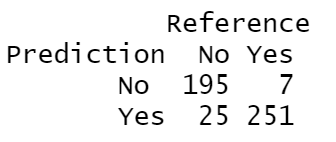 Reference
Prediction No Yes
No 195 7
Yes 25 251